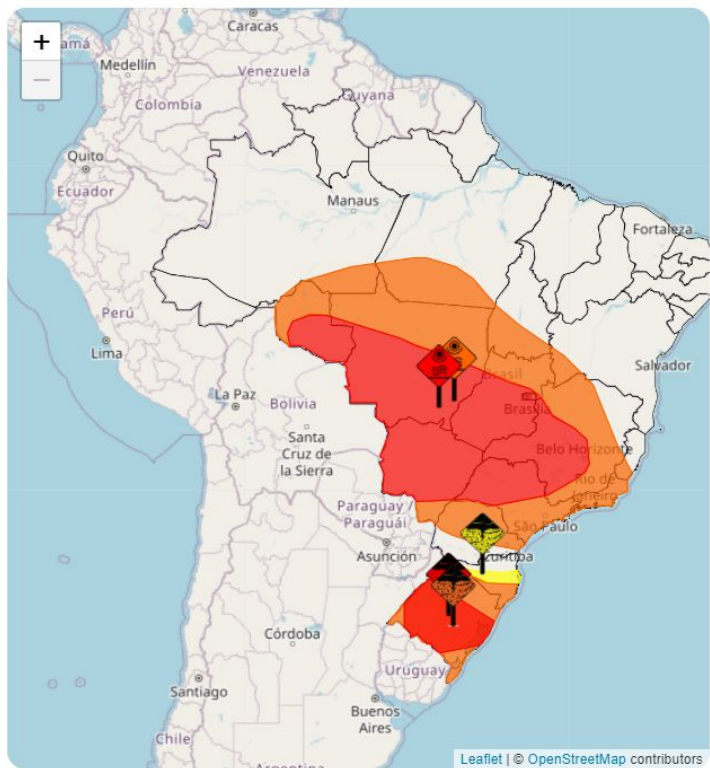 +
−
Caracas
amá
Medellín
Venezuela
Colombia
Guyana
Quito
Ecuador
Manaus
Fortaleza
Perú
Lima
Salvador
Brasil
La Paz
Bolivia
Brasília
Santa
Cruz de
la Sierra
Belo Horizonte
Rio de
Janeiro
Paraguay /
Paraguái
São Paulo
Asunción
Curitiba
Córdoba
Uruguay
Santiago
Buenos
Aires
Chile
Argentina
Leaflet | © OpenStreetMap contributors